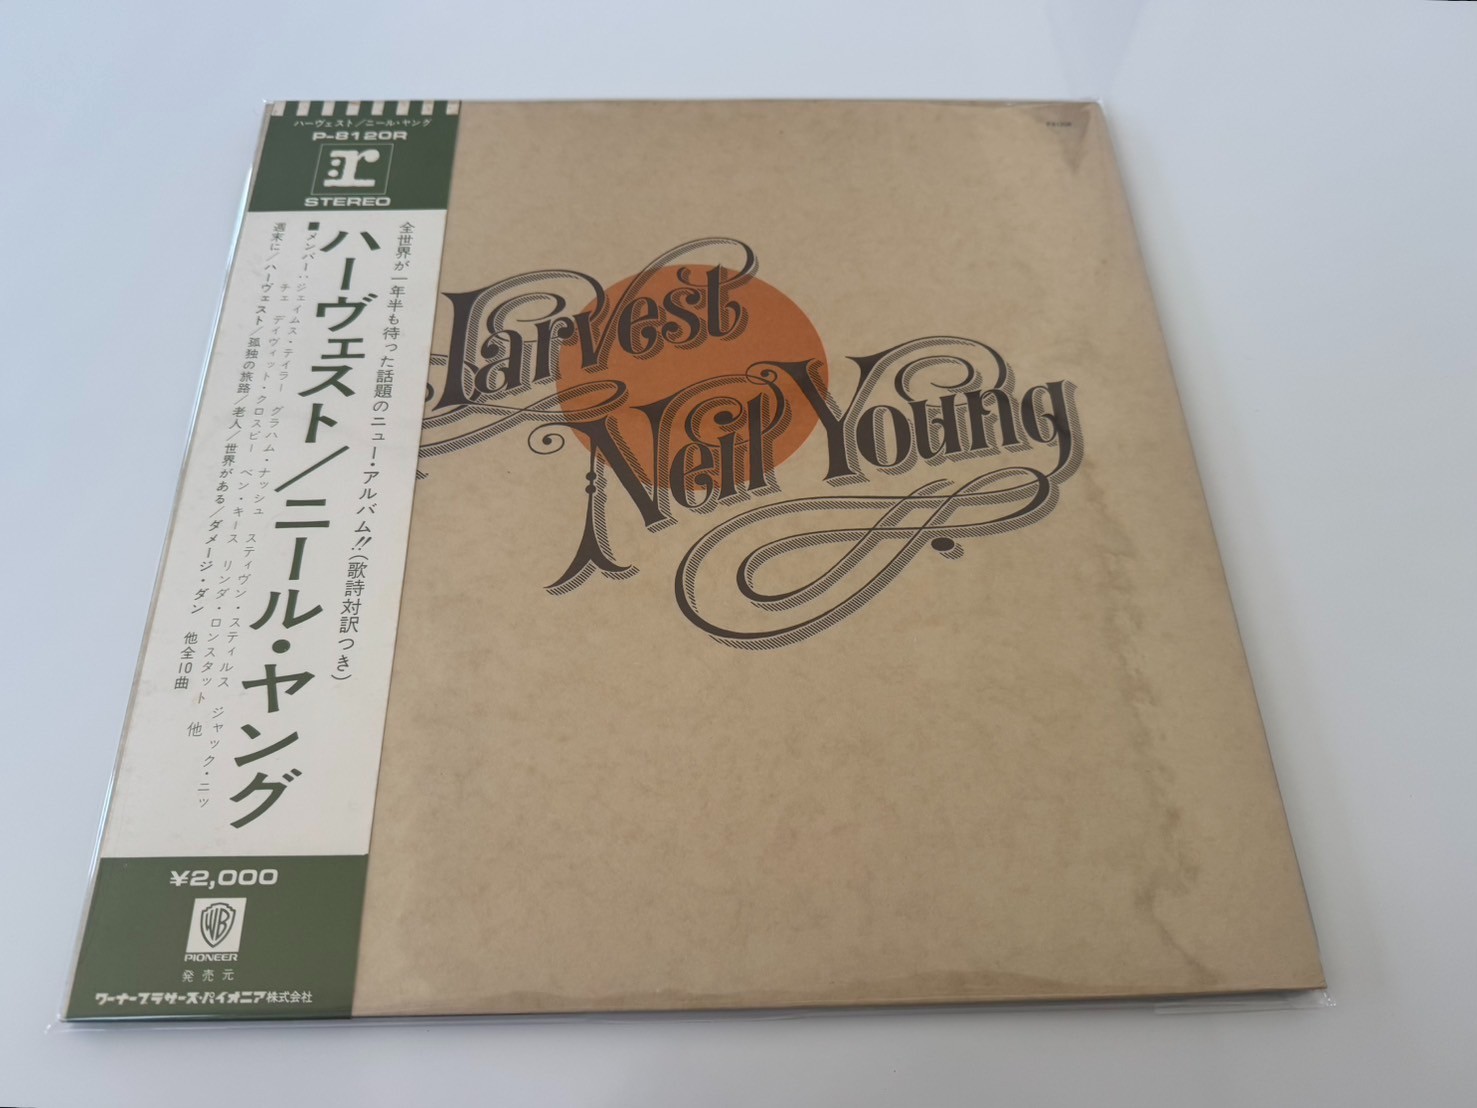 ハーヴェスト/ニール・ヤング
P-8120R
r
STEREO
全世界が一年半も待った話題のニュー・アルバム!!(歌詩対訳つき)
ハーヴェスト/ニール・ヤング
■メンバー:ジェイムス・テイラー グラハム・ナッシュ スティヴン・スティルス ジャック・ニッ
チェ デイヴィット・クロスビー ベン・キース リンダ・ロンスタット 他
週末に/ハーヴェスト/孤独の旅路/老人/世界がある/ダメージ・ダン 他全10曲
¥2,000
WB
PIONEER
発売元
ワーナーブラザース・パイオニア株式会社
Harvest
Neil Young